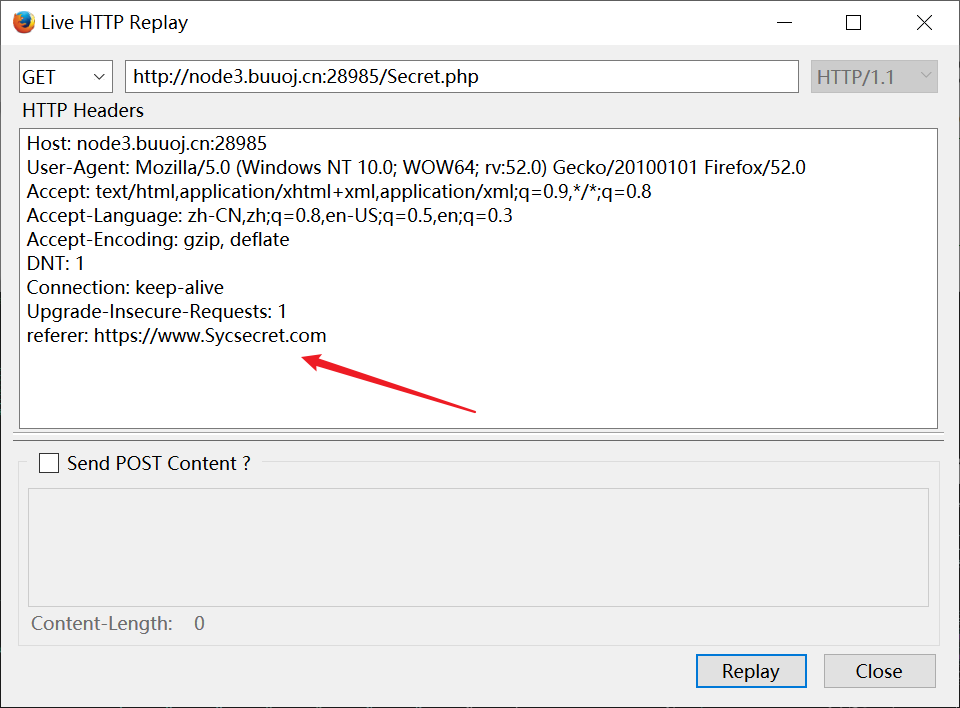 Live HTTP Replay
GET http://node3.buuoj.cn:28985/Secret.php HTTP/1.1
HTTP Headers
Host: node3.buuoj.cn:28985
User-Agent: Mozilla/5.0 (Windows NT 10.0; WOW64; rv:52.0) Gecko/20100101 Firefox/52.0
Accept: text/html,application/xhtml+xml,application/xml;q=0.9,*/*;q=0.8
Accept-Language: zh-CN,zh;q=0.8,en-US;q=0.5,en;q=0.3
Accept-Encoding: gzip, deflate
DNT: 1
Connection: keep-alive
Upgrade-Insecure-Requests: 1
referer: https://www.Sycsecret.com
Send POST Content ?
Content-Length: 0
Replay Close